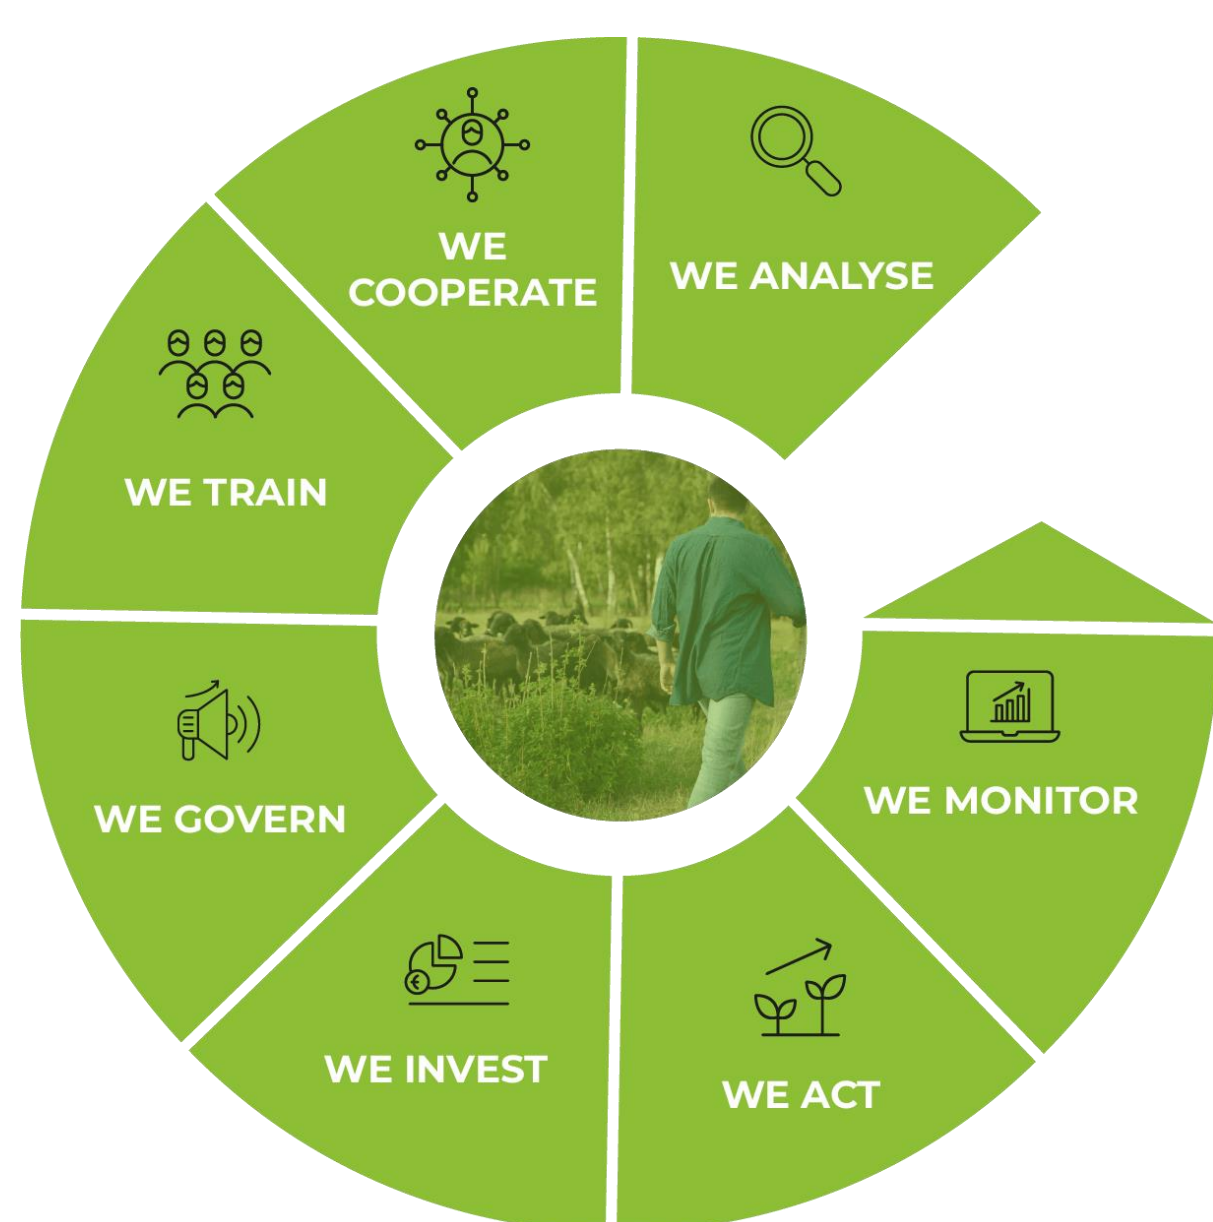 WE ANALYSE
WE
COOPERATE
WE TRAIN
WE GOVERN
WE INVEST
WE ACT
WE MONITOR